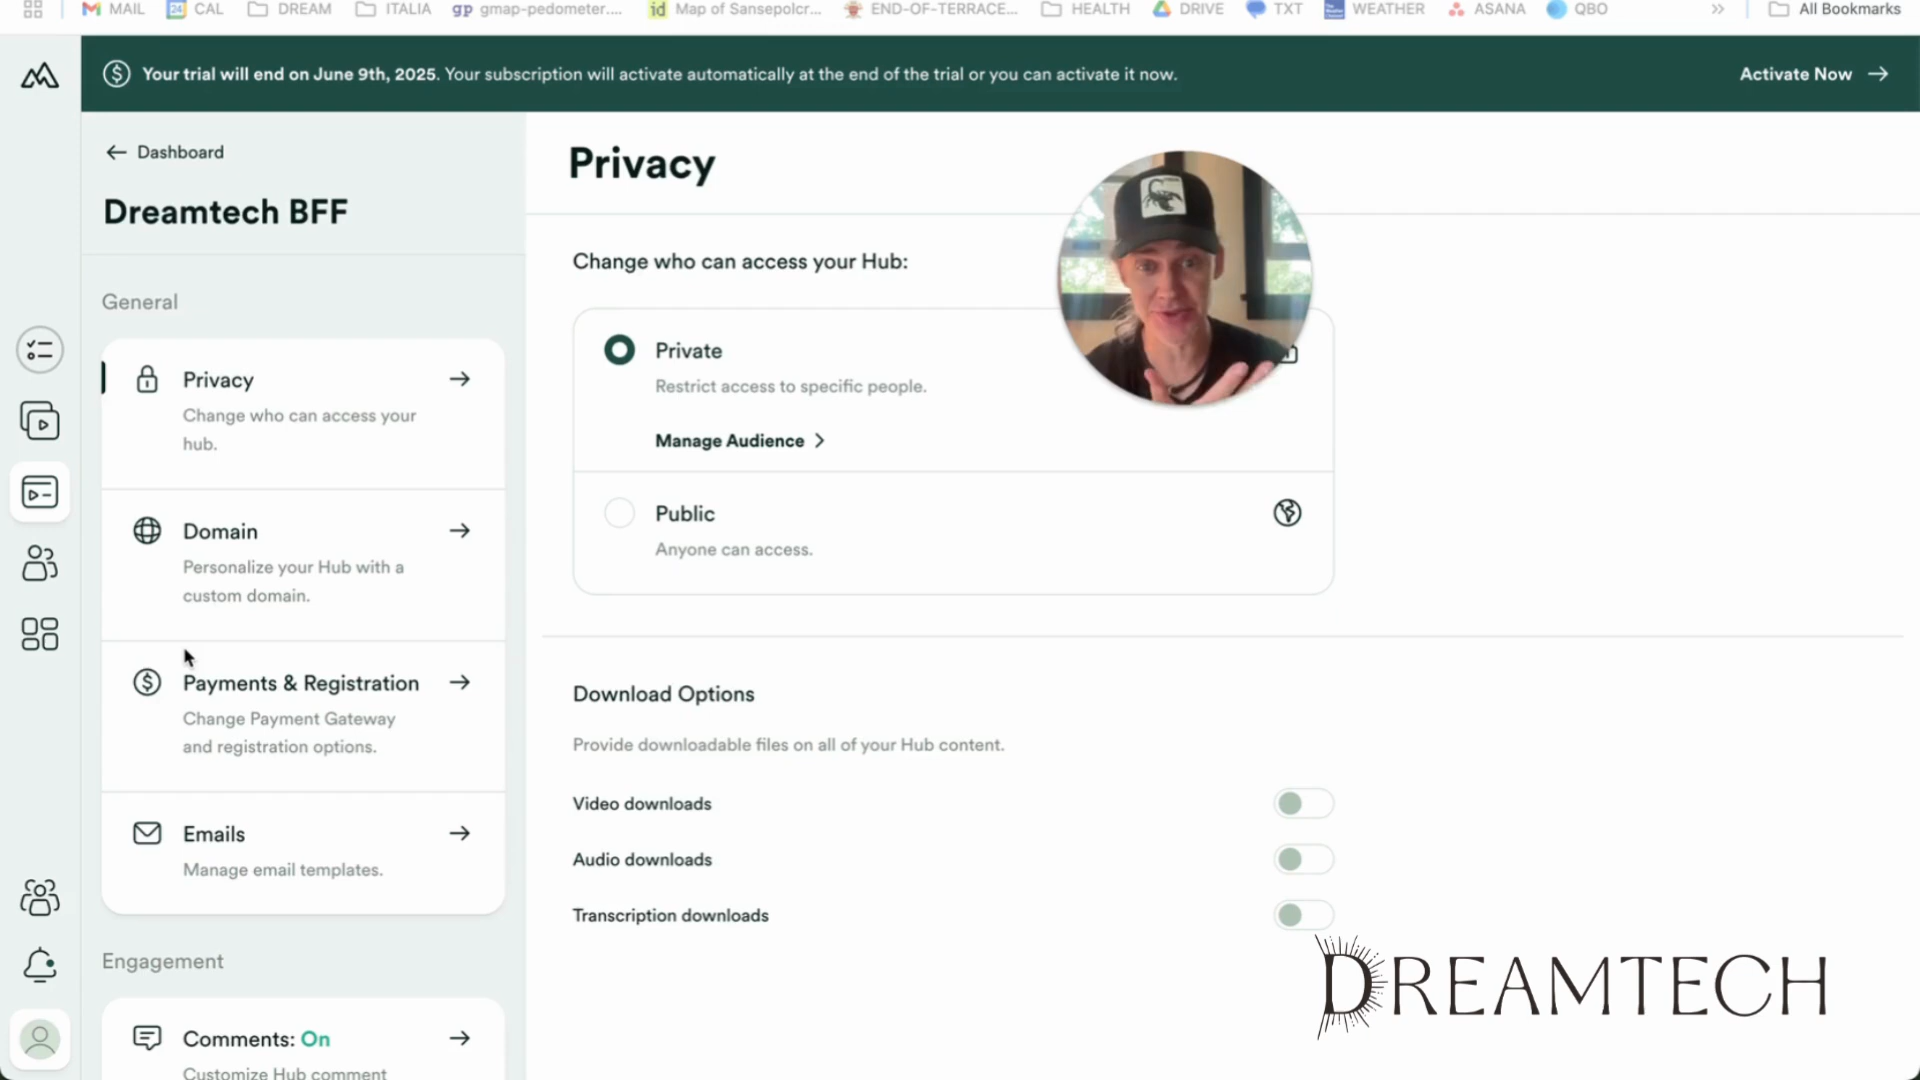 MAIL
24 CAL
DREAM
ITALIA
gp gmap-pedometer....
id Map of Sansepolcr...
END-OF-TERRACE...
HEALTH
DRIVE
TXT
WEATHER
ASANA
QBO
All Bookmarks
Your trial will end on June 9th, 2025. Your subscription will activate automatically at the end of the trial or you can activate it now.
Activate Now
Dashboard
Dreamtech BFF
General
Privacy
Change who can access your
hub.
Domain
Personalize your Hub with a
custom domain.
Payments & Registration
Change Payment Gateway
and registration options.
Emails
Manage email templates.
Engagement
Comments: On
Customize Hub comment
Privacy
Change who can access your Hub:
Private
Restrict access to specific people.
Manage Audience
Public
Anyone can access.
Download Options
Provide downloadable files on all of your Hub content.
Video downloads
Audio downloads
Transcription downloads
DREAMTECH